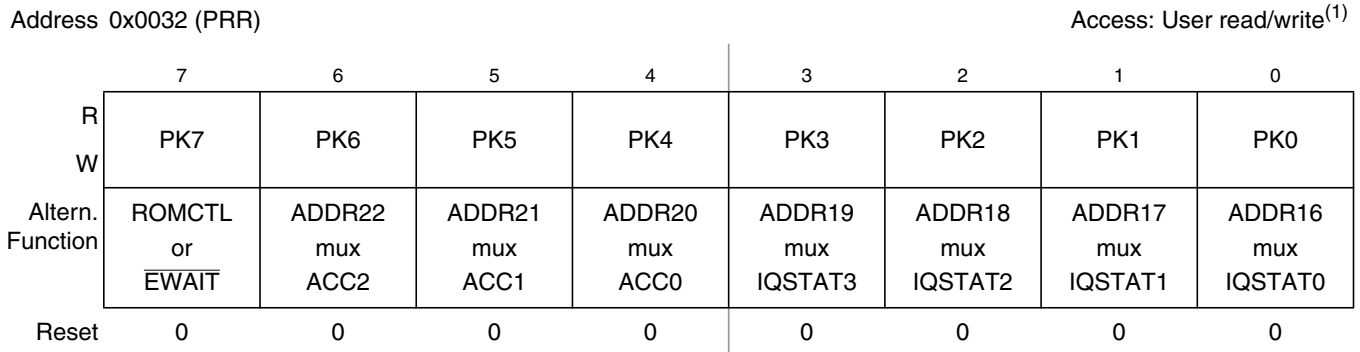 Address 0x0032 (PRR) Access: User read/write(1)
7 6 5 4 3 2 1 0
R
W
PK7 PK6 PK5 PK4 PK3 PK2 PK1 PK0
Altern.
Function
ROMCTL ADDR22 ADDR21 ADDR20 ADDR19 ADDR18 ADDR17 ADDR16
or mux mux mux mux mux mux mux
EWAIT ACC2 ACC1 ACC0 IQSTAT3 IQSTAT2 IQSTAT1 IQSTAT0
Reset 0 0 0 0 0 0 0 0